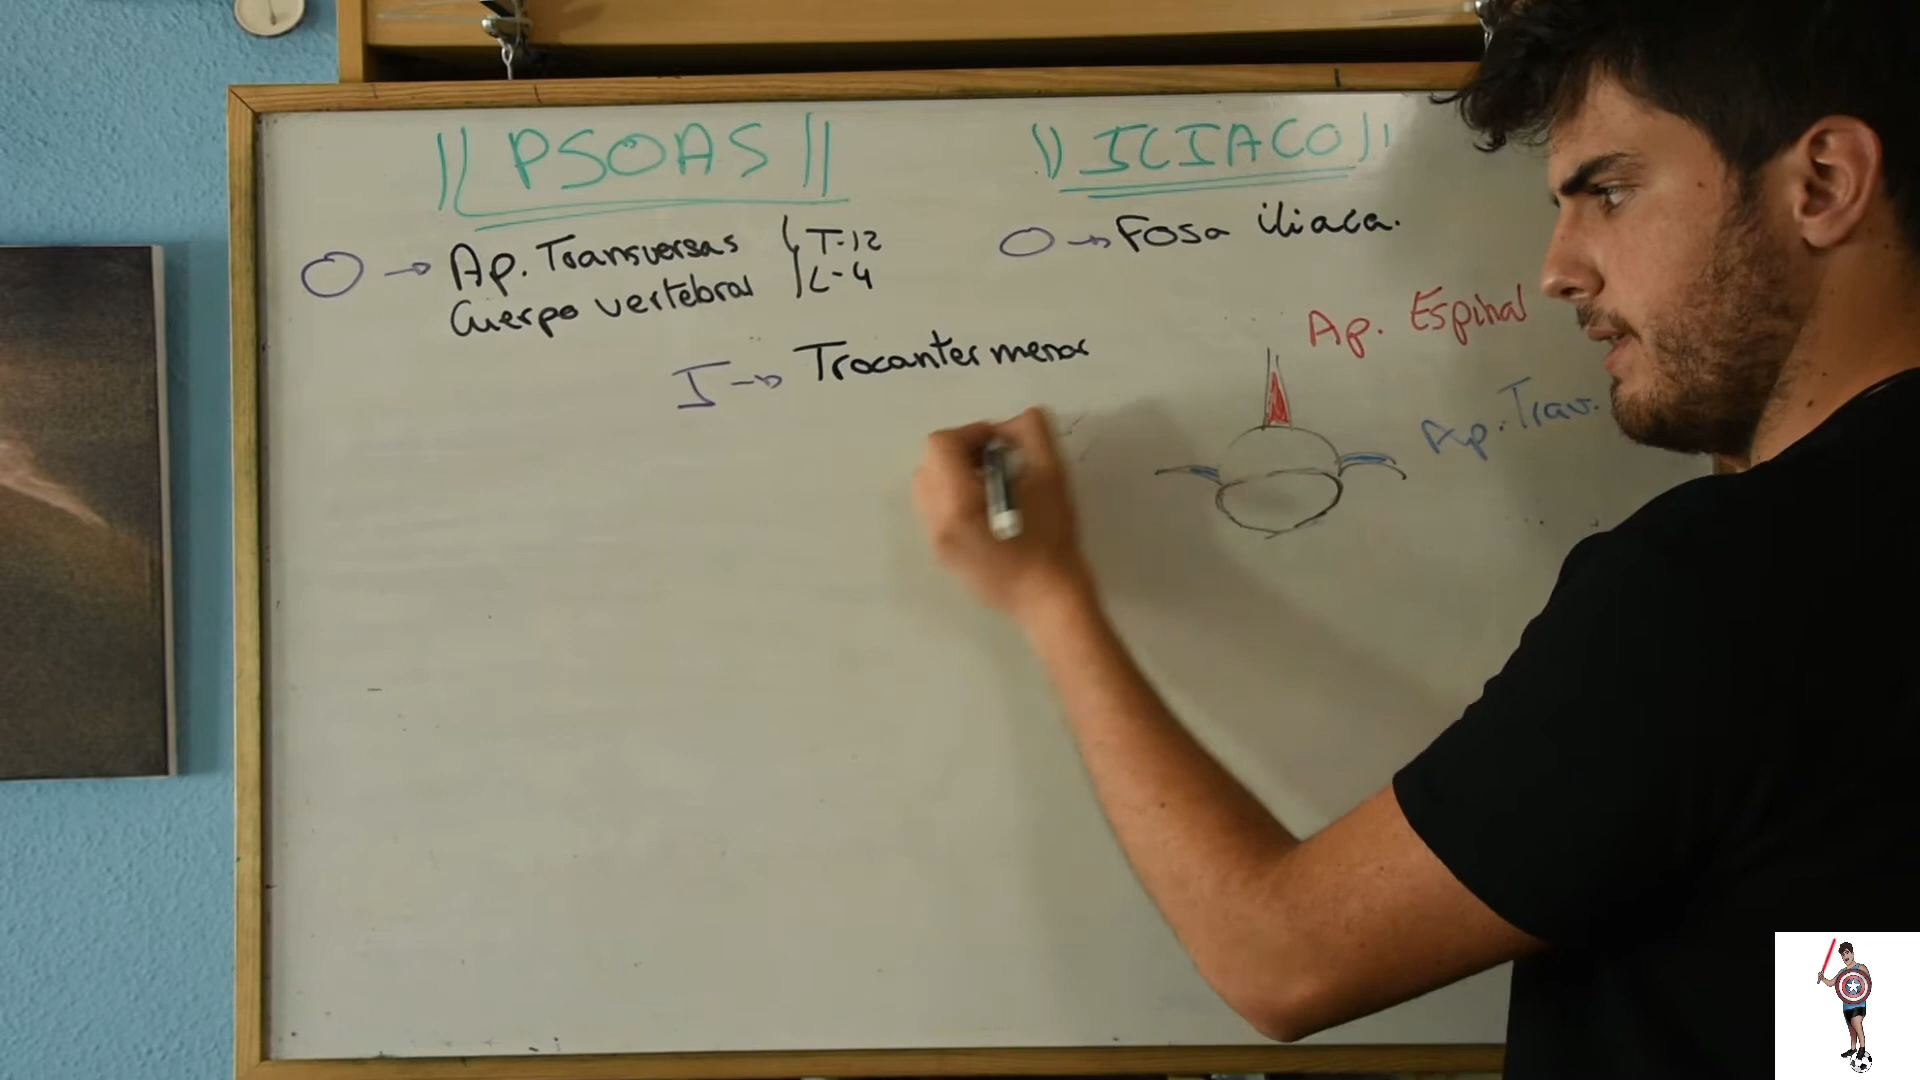 || PSOAS ||
|| ILIACO ||
O → Ap. Transversas { T-12
Cuerpo vertebral L-4
O → Fosa iliaca.
I → Trocanter menor
Ap. Espinal
Ap. Trav.